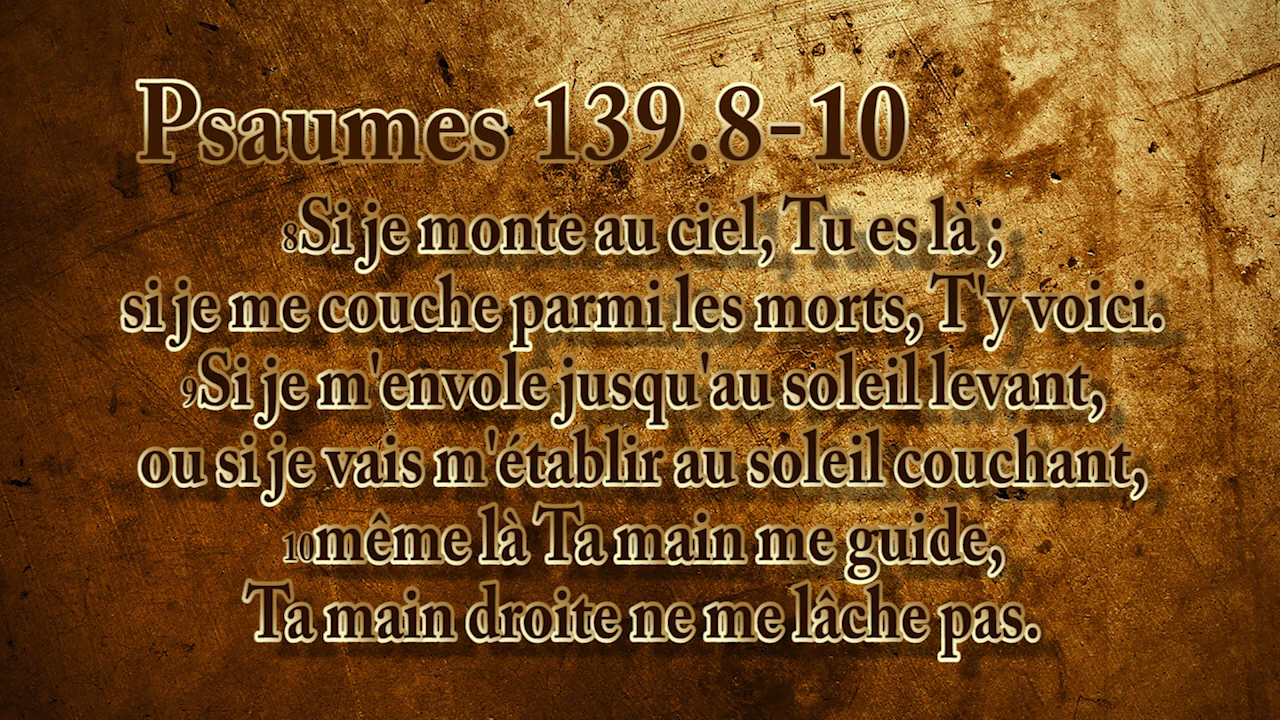 Psaumes 139.8-10
8Si je monte au ciel, Tu es là ;
si je me couche parmi les morts, T'y voici.
9Si je m'envole jusqu'au soleil levant,
ou si je vais m'établir au soleil couchant,
10même là Ta main me guide,
Ta main droite ne me lâche pas.